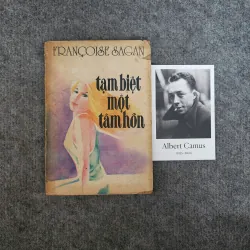 FRANÇOISE SAGAN
tạm biệt
một
tâm hồn
Albert Camus